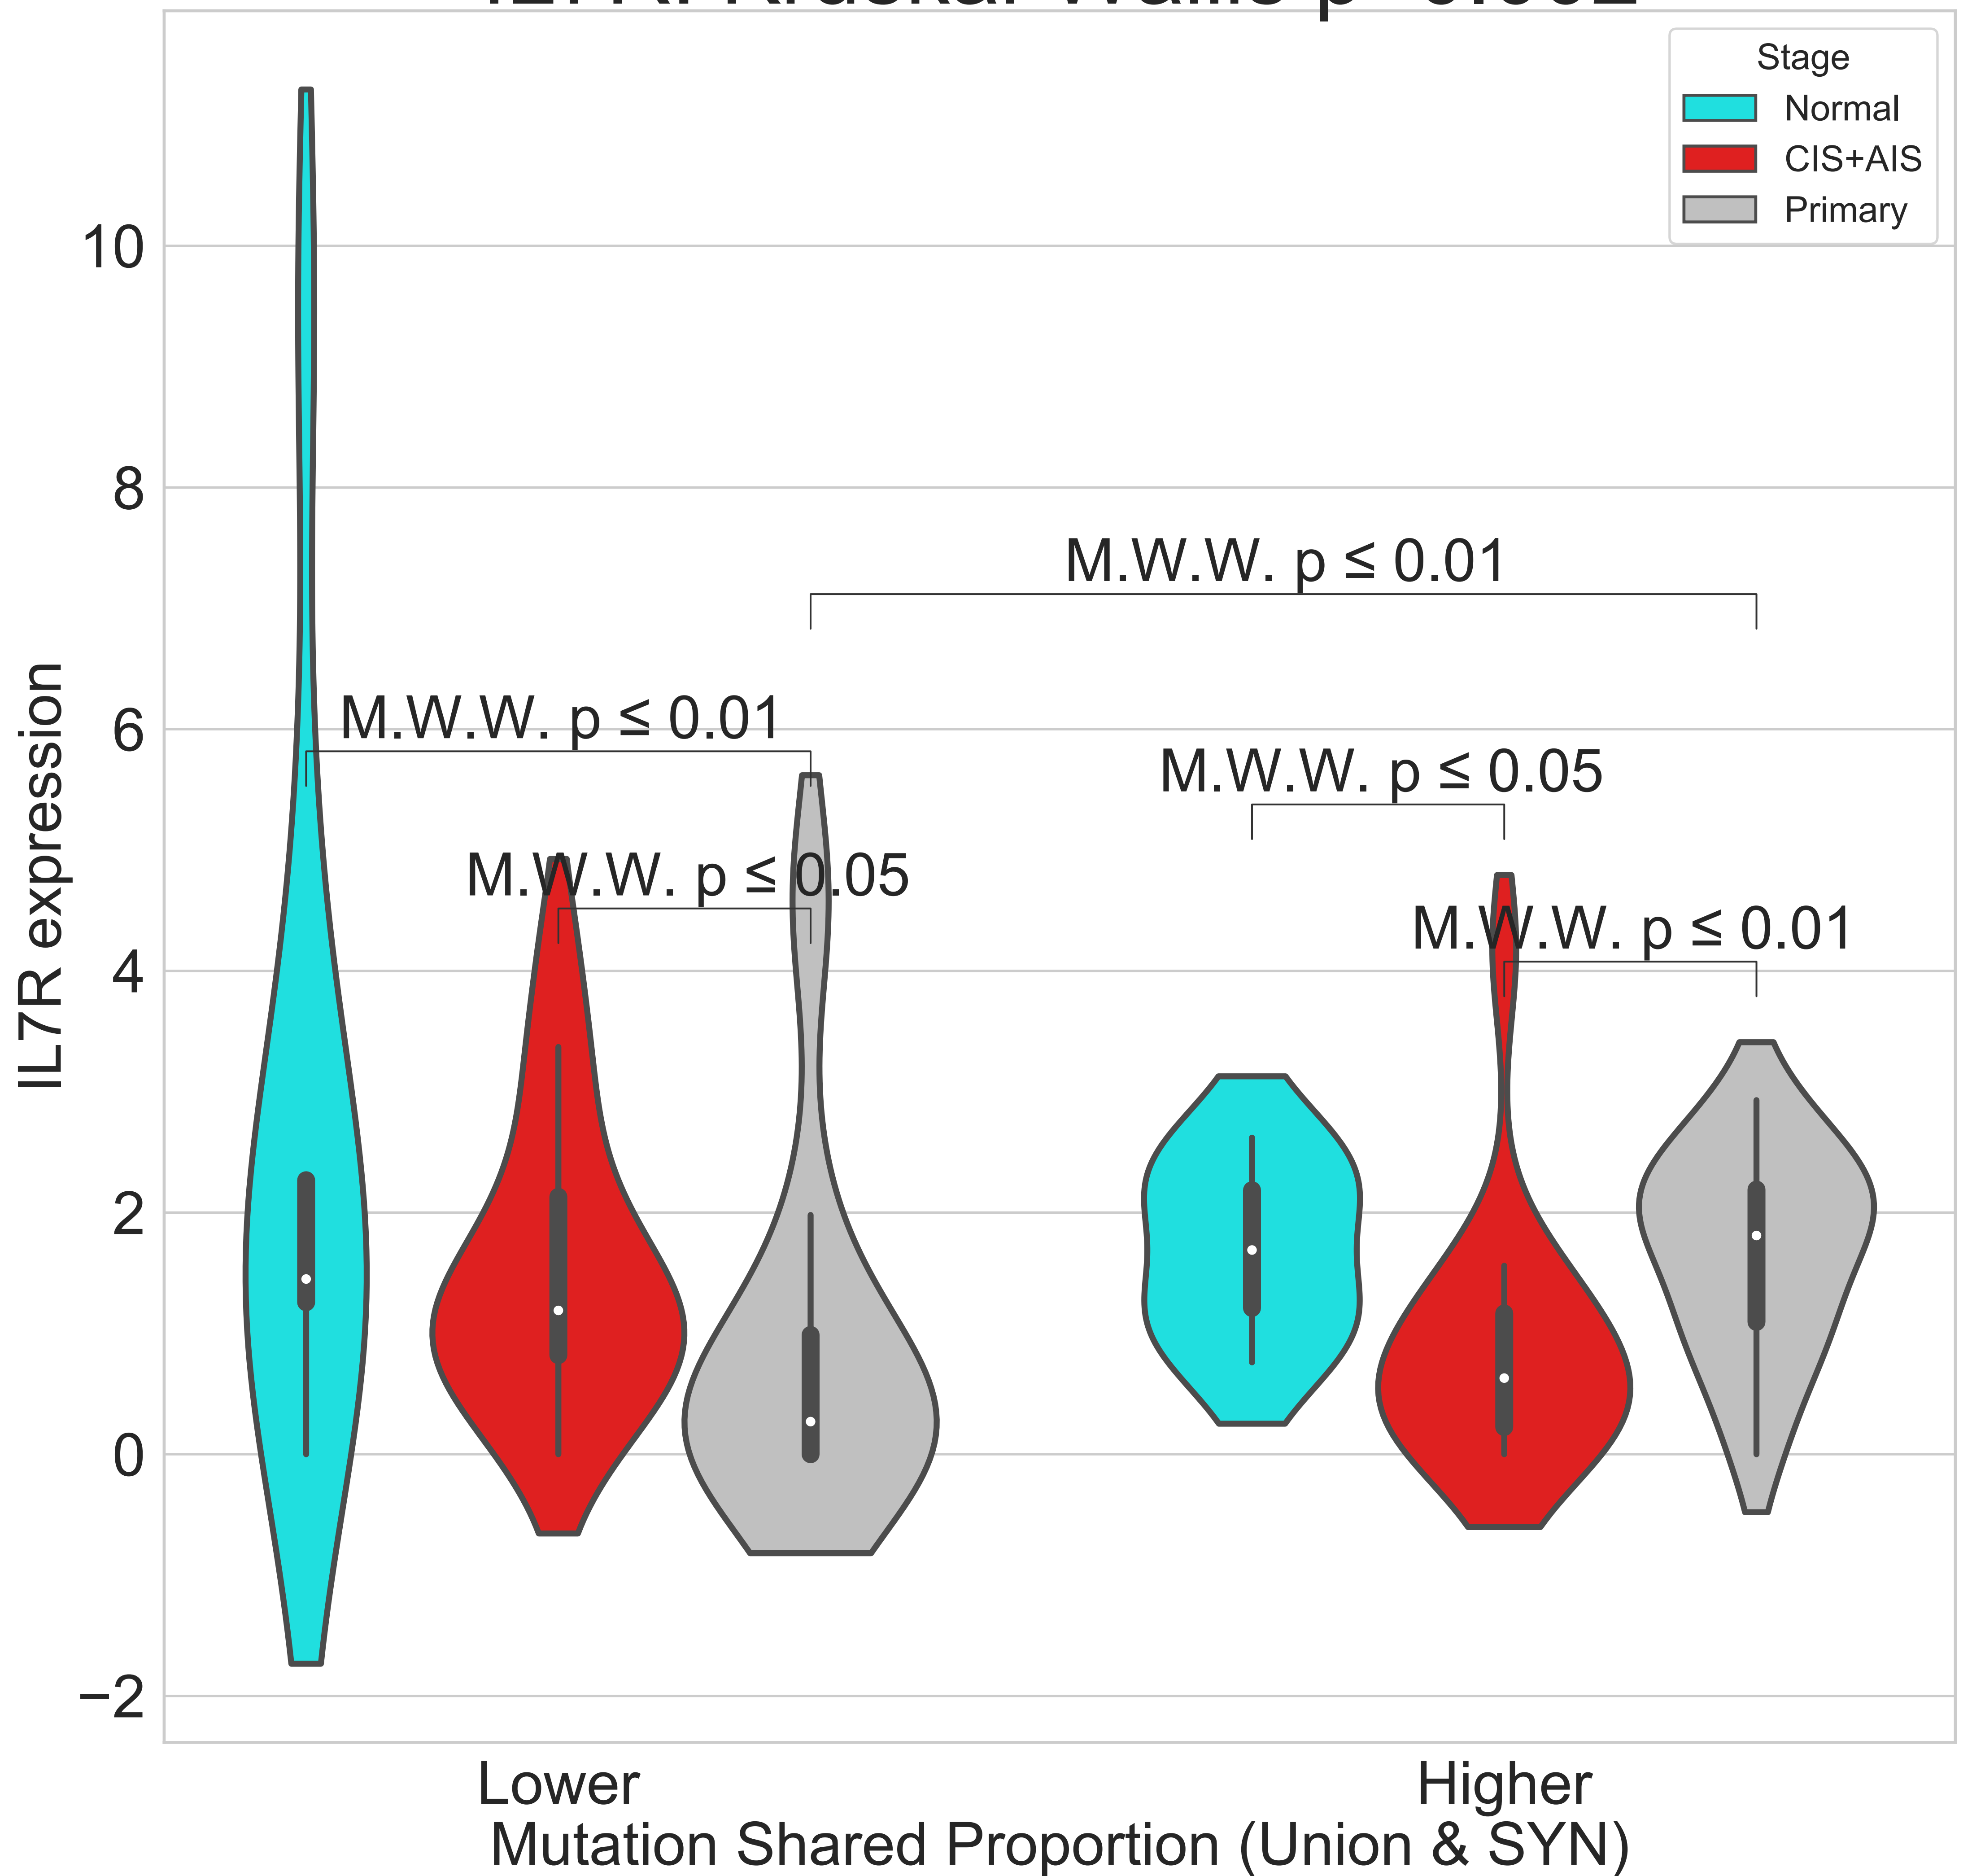 Stage
Normal
CIS+AIS
Primary
10
8
6
4
2
0
−2
IL7R expression
M.W.W. p ≤ 0.01
M.W.W. p ≤ 0.01
M.W.W. p ≤ 0.05
M.W.W. p ≤ 0.05
M.W.W. p ≤ 0.01
Lower
Higher
Mutation Shared Proportion (Union & SYN)